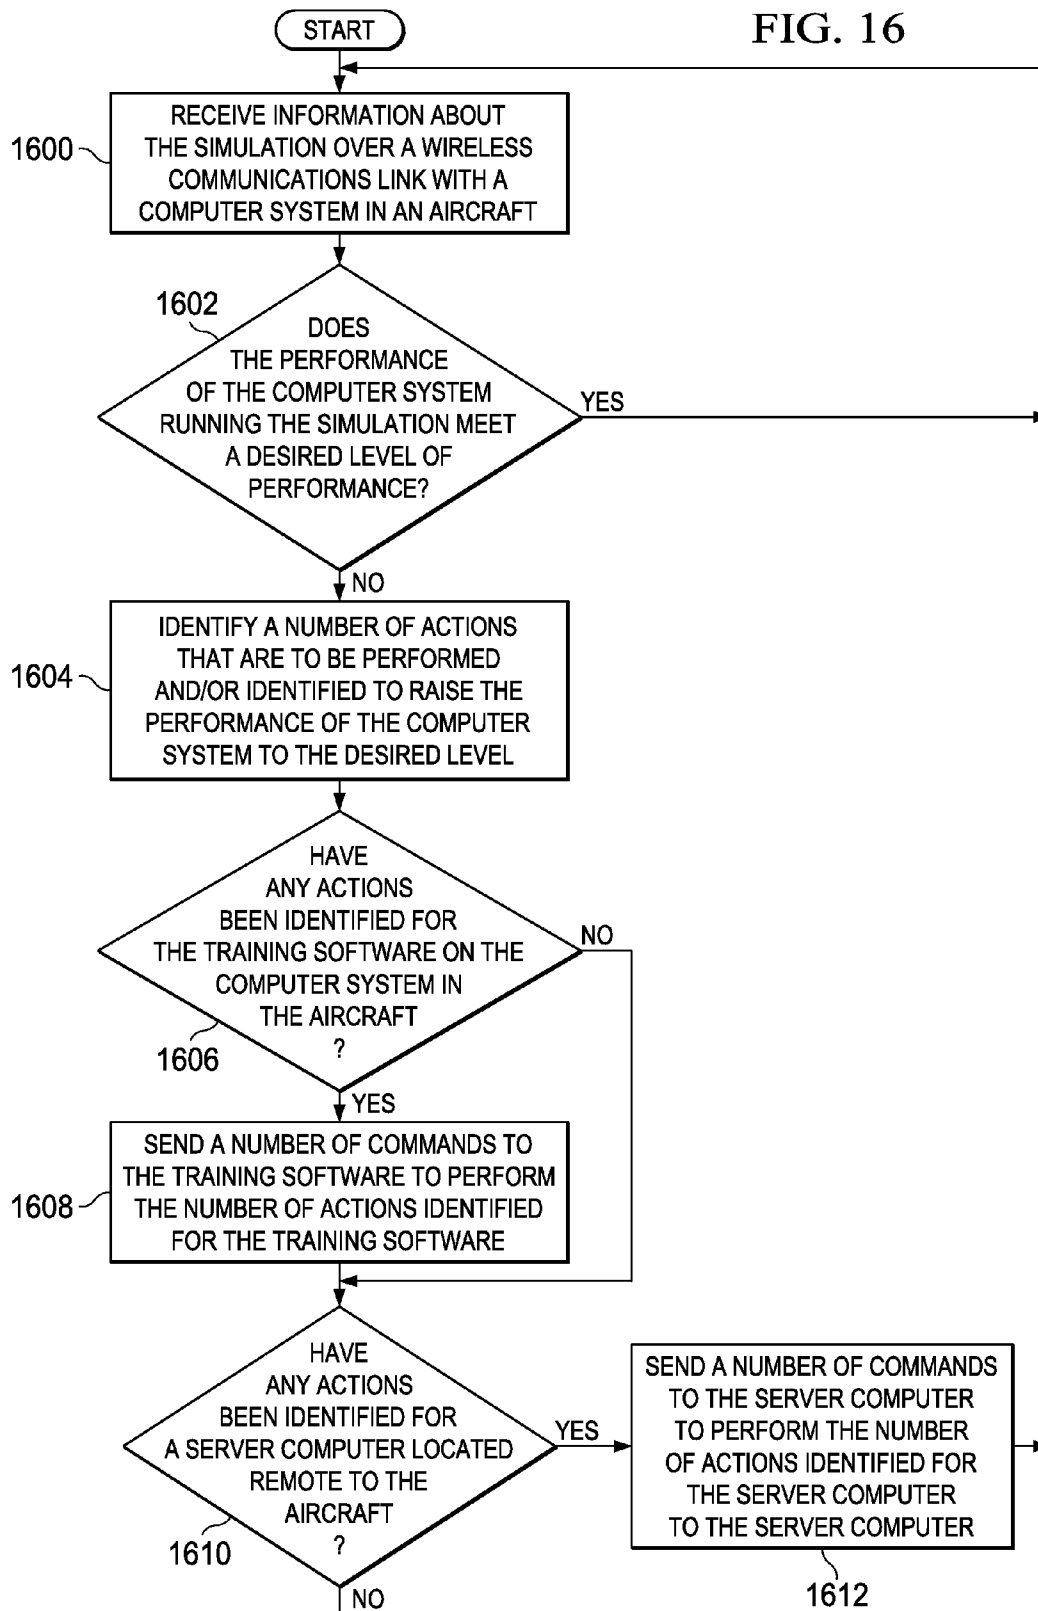 START
FIG. 16
1600
RECEIVE INFORMATION ABOUT
THE SIMULATION OVER A WIRELESS
COMMUNICATIONS LINK WITH A
COMPUTER SYSTEM IN AN AIRCRAFT
1602
DOES
THE PERFORMANCE
OF THE COMPUTER SYSTEM
RUNNING THE SIMULATION MEET
A DESIRED LEVEL OF
PERFORMANCE?
YES
NO
1604
IDENTIFY A NUMBER OF ACTIONS
THAT ARE TO BE PERFORMED
AND/OR IDENTIFIED TO RAISE THE
PERFORMANCE OF THE COMPUTER
SYSTEM TO THE DESIRED LEVEL
HAVE
ANY ACTIONS
BEEN IDENTIFIED FOR
THE TRAINING SOFTWARE ON THE
COMPUTER SYSTEM IN
THE AIRCRAFT
?
NO
1606
YES
1608
SEND A NUMBER OF COMMANDS TO
THE TRAINING SOFTWARE TO PERFORM
THE NUMBER OF ACTIONS IDENTIFIED
FOR THE TRAINING SOFTWARE
HAVE
ANY ACTIONS
BEEN IDENTIFIED FOR
A SERVER COMPUTER LOCATED
REMOTE TO THE
AIRCRAFT
?
1610
YES
NO
SEND A NUMBER OF COMMANDS
TO THE SERVER COMPUTER
TO PERFORM THE NUMBER
OF ACTIONS IDENTIFIED FOR
THE SERVER COMPUTER
TO THE SERVER COMPUTER
1612